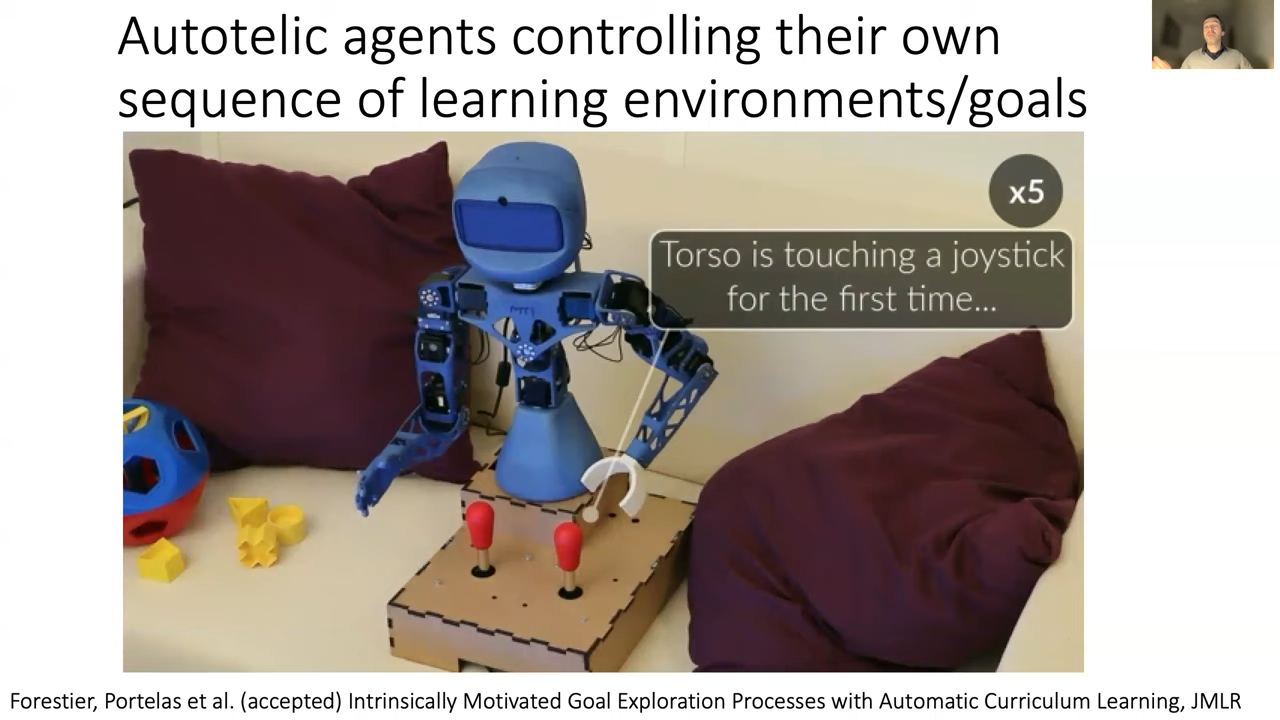 Autotelic agents controlling their own
sequence of learning environments/goals
x5
Torso is touching a joystick
for the first time...
Forestier, Portelas et al. (accepted) Intrinsically Motivated Goal Exploration Processes with Automatic Curriculum Learning, JMLR